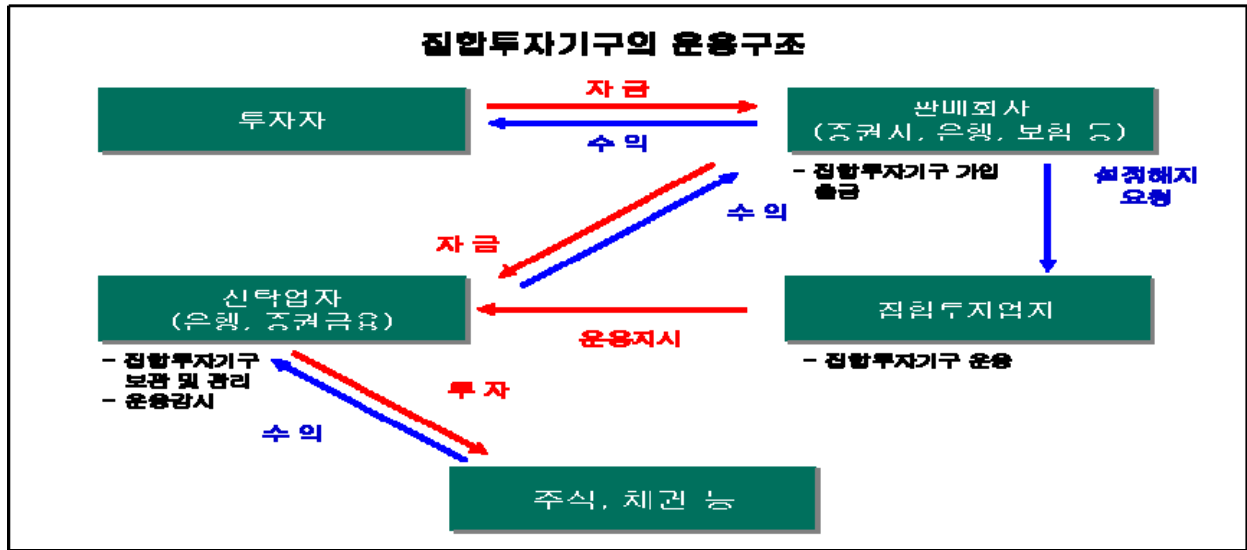 집합투자기구의 운용구조
투자자
자 금
수 익
판매회사
(증권사, 은행, 보험 등)
- 집합투자기구 가입
출금
설정해지
요청
수 익
자 금
신탁업자
(은행, 증권금융)
- 집합투자기구
보관 및 관리
- 운용감시
운용지시
집합투자업자
- 집합투자기구 운용
투 자
수 익
주식, 채권 등